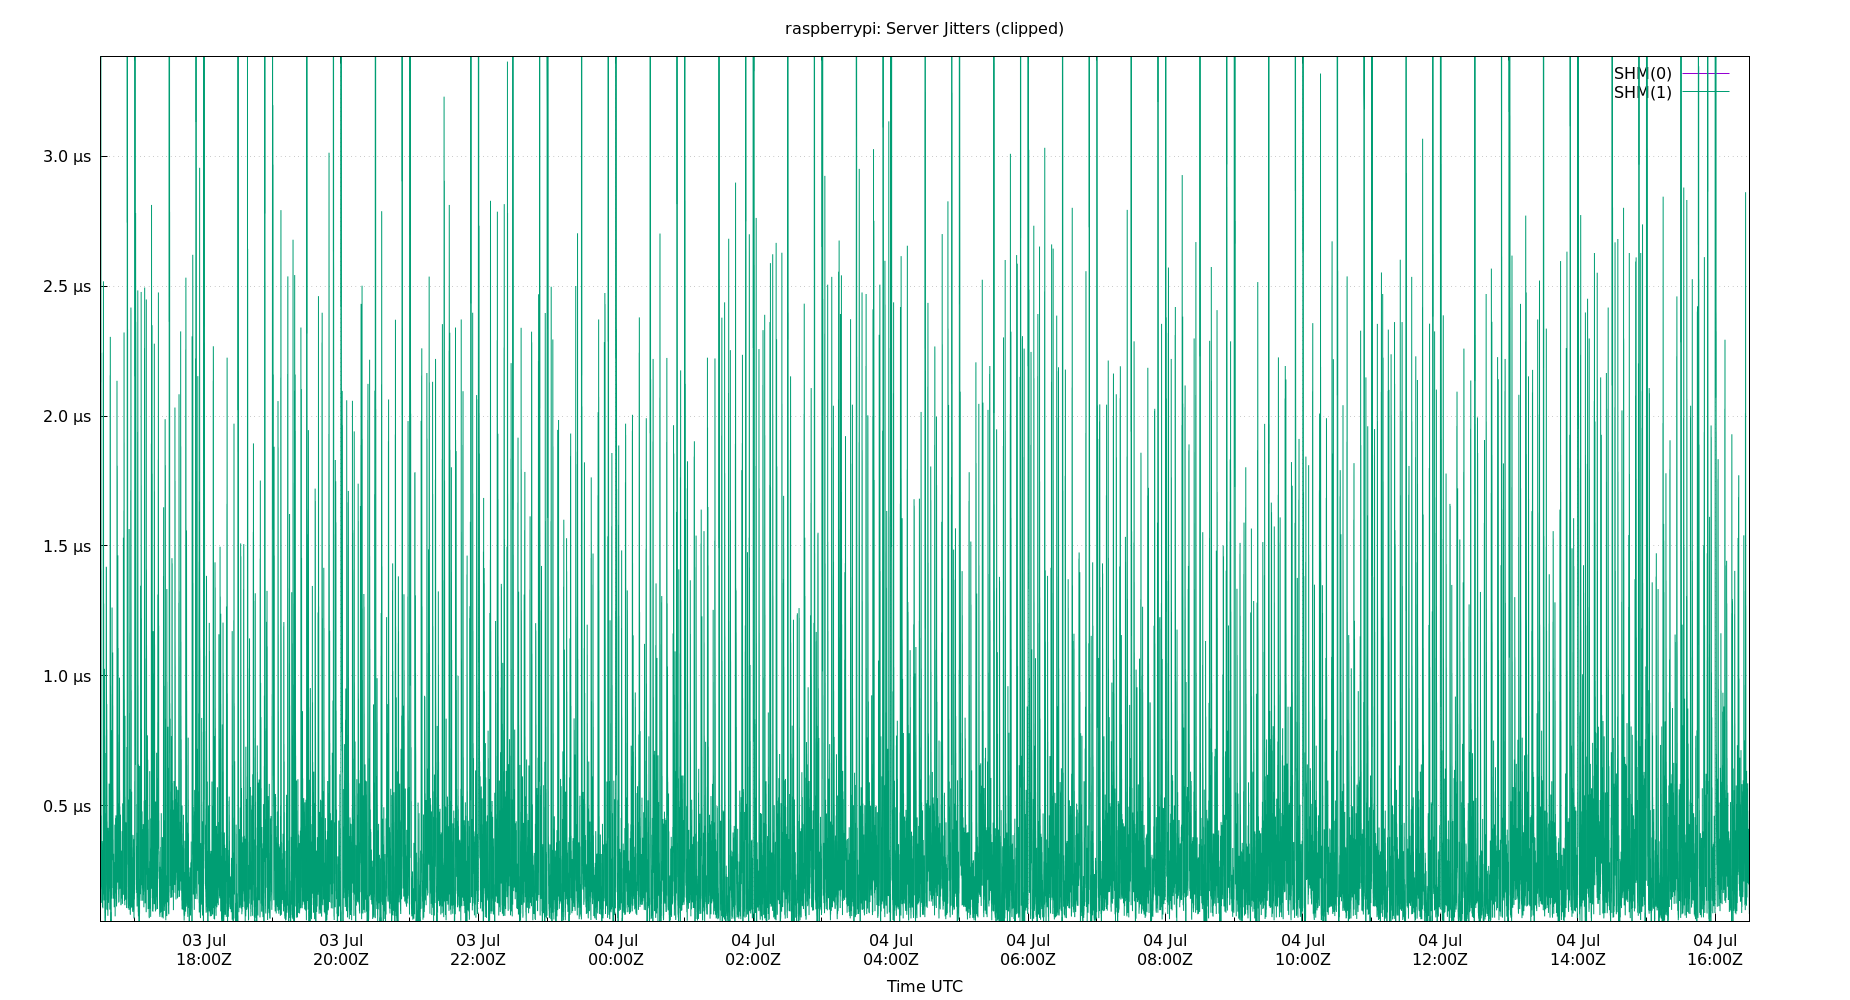 raspberrypi: Server Jitters (clipped)
SHM(0)
SHM(1)
3.0 µs
2.5 µs
2.0 µs
1.5 µs
1.0 µs
0.5 µs
03 Jul 03 Jul 03 Jul 04 Jul 04 Jul 04 Jul 04 Jul 04 Jul 04 Jul 04 Jul 04 Jul 04 Jul
18:00Z 20:00Z 22:00Z 00:00Z 02:00Z 04:00Z 06:00Z 08:00Z 10:00Z 12:00Z 14:00Z 16:00Z
Time UTC